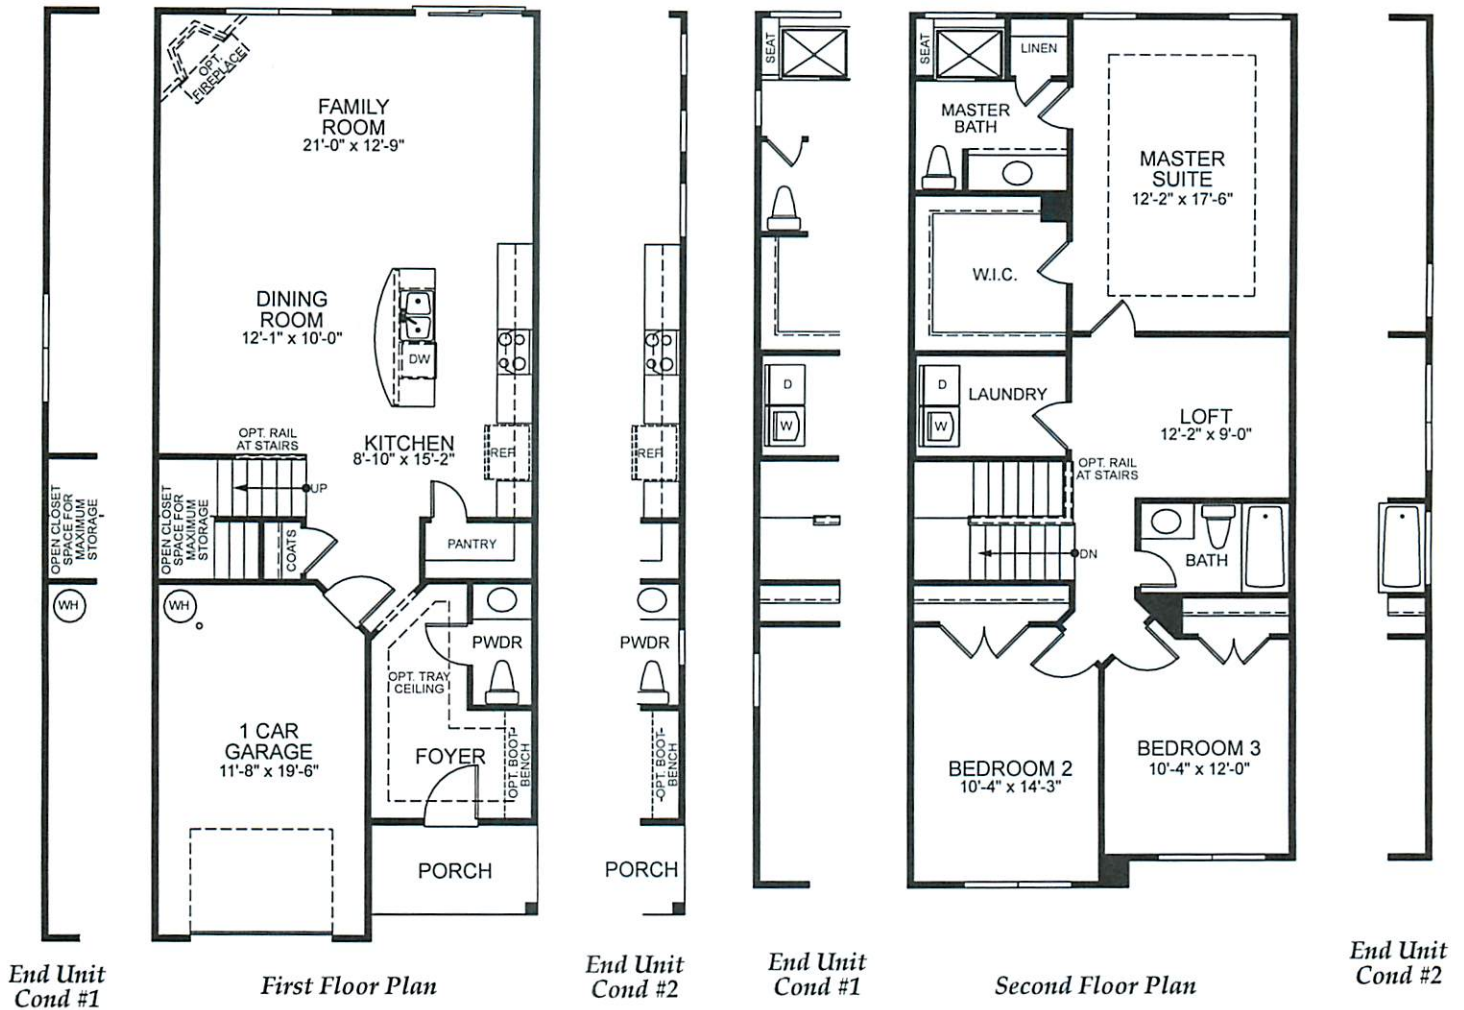 OPT.
FIREPLACE
FAMILY
ROOM
21'-0" x 12'-9"
DINING
ROOM
12'-1" x 10'-0"
DW
KITCHEN
8'-10" x 15'-2"
REF
OPT. RAIL
AT STAIRS
UP
OPEN CLOSET
SPACE FOR
MAXIMUM
STORAGE
OPEN CLOSET
SPACE FOR
MAXIMUM
STORAGE
COATS
PANTRY
WH
WH
PWDR
OPT. TRAY
CEILING
FOYER
OPT. BOOT
BENCH
1 CAR
GARAGE
11'-8" x 19'-6"
PORCH
REF
PWDR
OPT. BOOT
BENCH
PORCH
End Unit
Cond #1
First Floor Plan
End Unit
Cond #2
SEAT
D
W
SEAT
LINEN
MASTER
BATH
MASTER
SUITE
12'-2" x 17'-6"
W.I.C.
D
W
LAUNDRY
LOFT
12'-2" x 9'-0"
OPT. RAIL
AT STAIRS
DN
BATH
BEDROOM 2
10'-4" x 14'-3"
BEDROOM 3
10'-4" x 12'-0"
End Unit
Cond #1
Second Floor Plan
End Unit
Cond #2